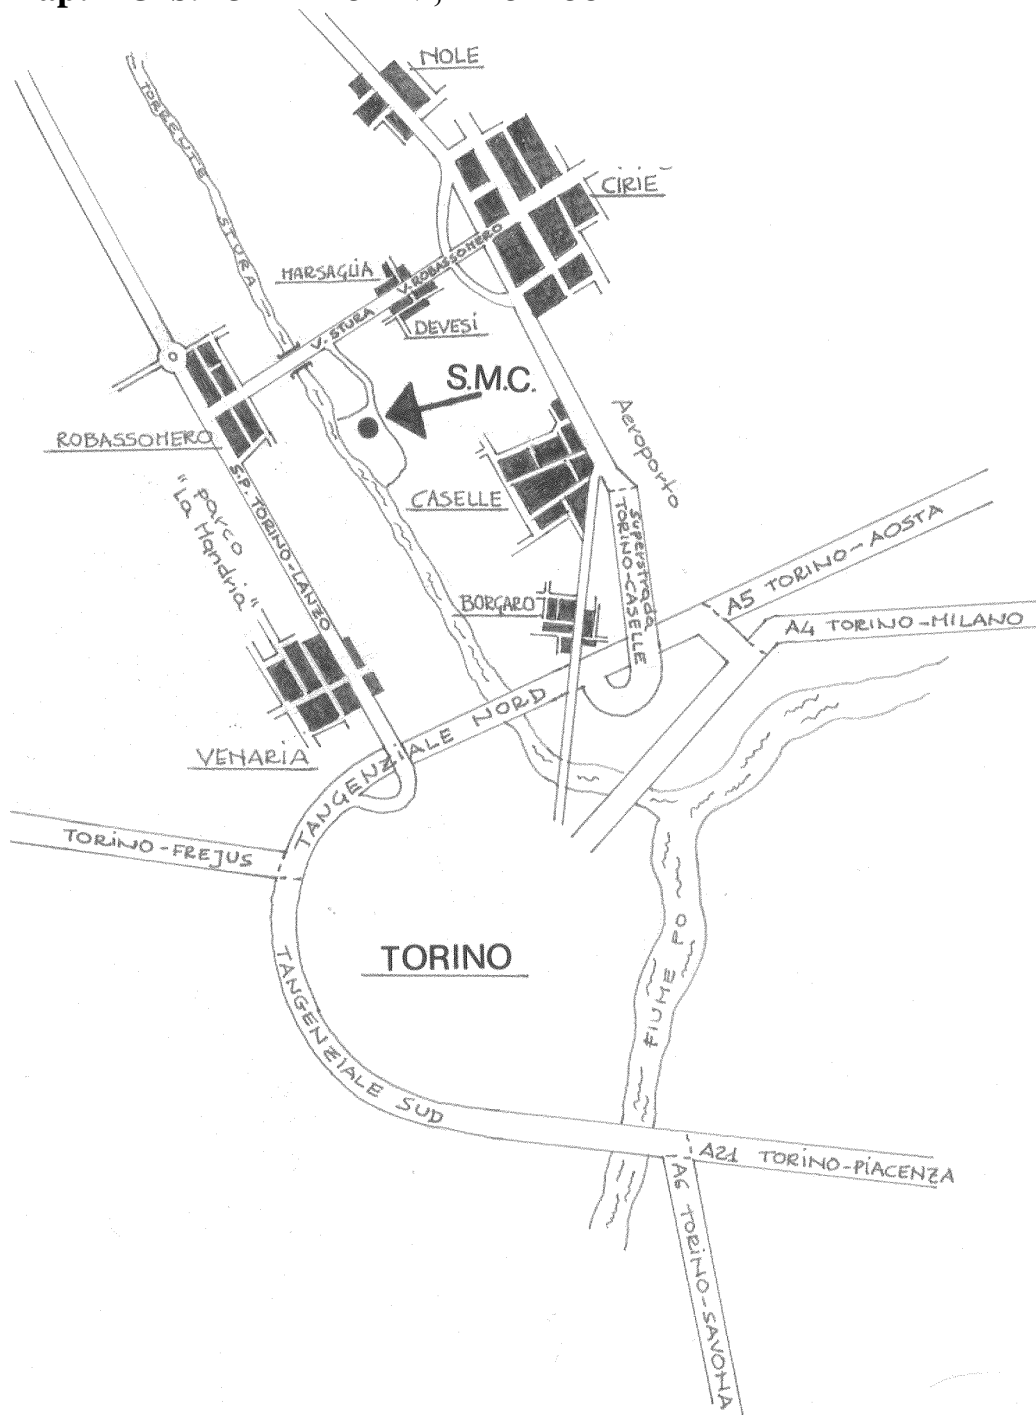 NOLE
TORRENTE STURA
CIRIE`
MARSAGLIA
V. ROBASSOMERO
DEVESI
V. STURA
S.M.C.
ROBASSOMERO
Aeroporto
CASELLE
S.P. TORINO-LANZO
"PARCO
"La Mandria"
SUPERSTRADA
TORINO-CASELLE
A5 TORINO-AOSTA
BORGARO
A4 TORINO-MILANO
TANGENZIALE NORD
VENARIA
TORINO-FREJUS
TORINO
FIUME PO
TANGENZIALE SUD
A21 TORINO-PIACENZA
A6 TORINO-SAVONA